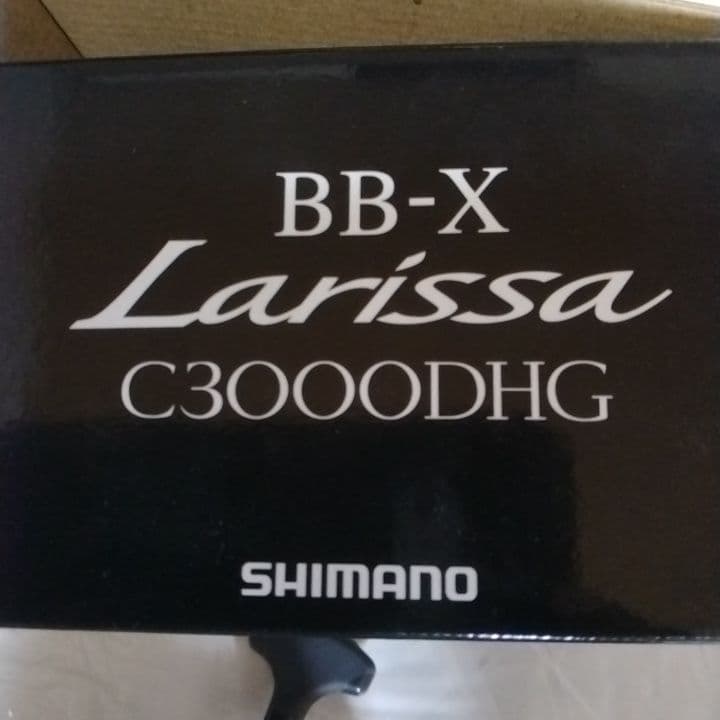 BB-X
Larissa
C3000DHG
SHIMANO